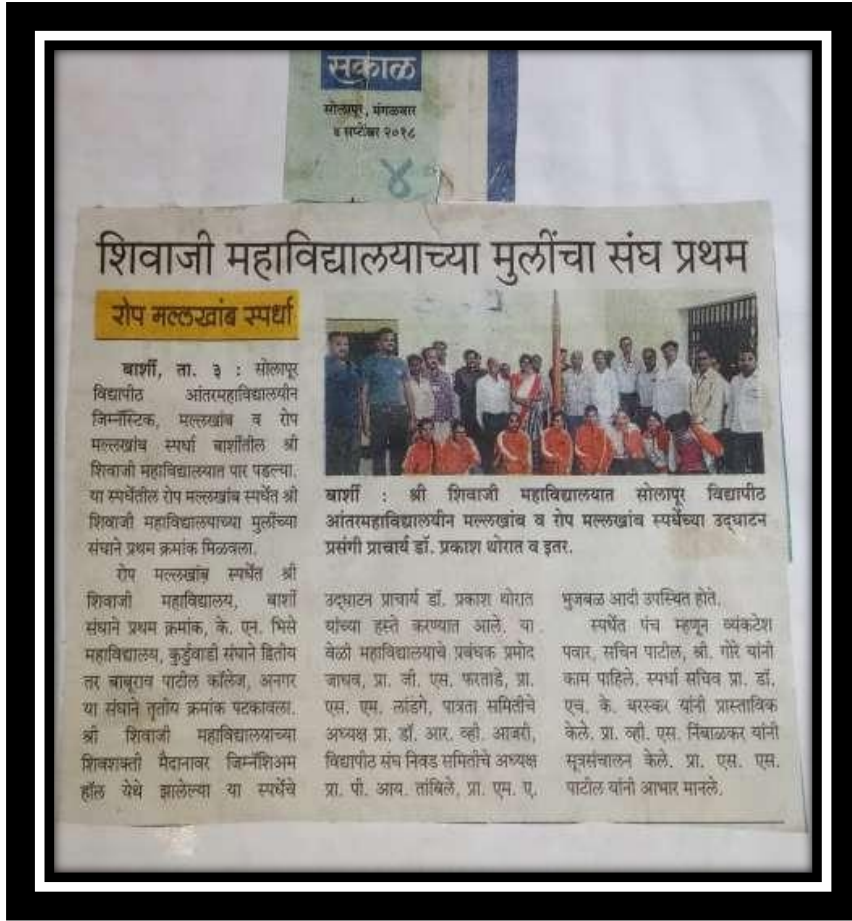 सकाळ
सोलापूर, मंगळवार
४ सप्टेंबर २०१८
४
शिवाजी महाविद्यालयाच्या मुलींचा संघ प्रथम
रोप मल्लखांब स्पर्धा
बार्शी, ता. ३ : सोलापूर
विद्यापीठ आंतरमहाविद्यालयीन
जिम्नॅस्टिक, मल्लखांब व रोप
मल्लखांब स्पर्धा बार्शीतील श्री
शिवाजी महाविद्यालयात पार पडल्या.
या स्पर्धेतील रोप मल्लखांब स्पर्धेत श्री
शिवाजी महाविद्यालयाच्या मुलींच्या
संघाने प्रथम क्रमांक मिळवला.
रोप मल्लखांब स्पर्धेत श्री
शिवाजी महाविद्यालय, बार्शी
संघाने प्रथम क्रमांक, के. एन. भिसे
महाविद्यालय, कुर्डुवाडी संघाने द्वितीय
तर बाबूराव पाटील कॉलेज, अनगर
या संघाने तृतीय क्रमांक पटकावला.
श्री शिवाजी महाविद्यालयाच्या
शिवशक्ती मैदानावर जिम्नॅशिअम
हॉल येथे झालेल्या या स्पर्धेचे
बार्शी : श्री शिवाजी महाविद्यालयात सोलापूर विद्यापीठ
आंतरमहाविद्यालयीन मल्लखांब व रोप मल्लखांब स्पर्धेच्या उद्‌घाटन
प्रसंगी प्राचार्य डॉ. प्रकाश थोरात व इतर.
उद्‌घाटन प्राचार्य डॉ. प्रकाश थोरात
यांच्या हस्ते करण्यात आले. या
वेळी महाविद्यालयाचे प्रबंधक प्रमोद
जाधव, प्रा. जी. एस. फरताडे, प्रा.
एस. एम. लांडगे, पात्रता समितीचे
अध्यक्ष प्रा. डॉ. आर. व्ही. आजरी,
विद्यापीठ संघ निवड समितीचे अध्यक्ष
प्रा. पी. आय. तांबिले, प्रा. एम. ए.
भुजबळ आदी उपस्थित होते.
स्पर्धेत पंच म्हणून व्यंकटेश
पवार, सचिन पाटील, श्री. गोरे यांनी
काम पाहिले. स्पर्धा सचिव प्रा. डॉ.
एच. के. बरस्कर यांनी प्रास्ताविक
केले. प्रा. व्ही. एस. निंबाळकर यांनी
सूत्रसंचालन केले. प्रा. एस. एस.
पाटील यांनी आभार मानले.